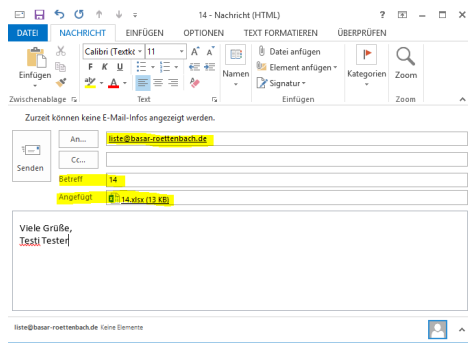 14 - Nachricht (HTML)
DATEI NACHRICHT EINFÜGEN OPTIONEN TEXT FORMATIEREN ÜBERPRÜFEN
Einfügen
Zwischenablage
Calibri (Textkc 11 A A
F K U
ab A
Text
Namen
Datei anfügen
Element anfügen
Signatur
Einfügen
Kategorien
Zoom
Zoom
Zurzeit können keine E-Mail-Infos angezeigt werden.
Senden
An... liste@basar-roettenbach.de
Cc...
Betreff 14
Angefügt 14.xlsx (13 KB)
Viele Grüße,
Testi Tester
liste@basar-roettenbach.de Keine Elemente